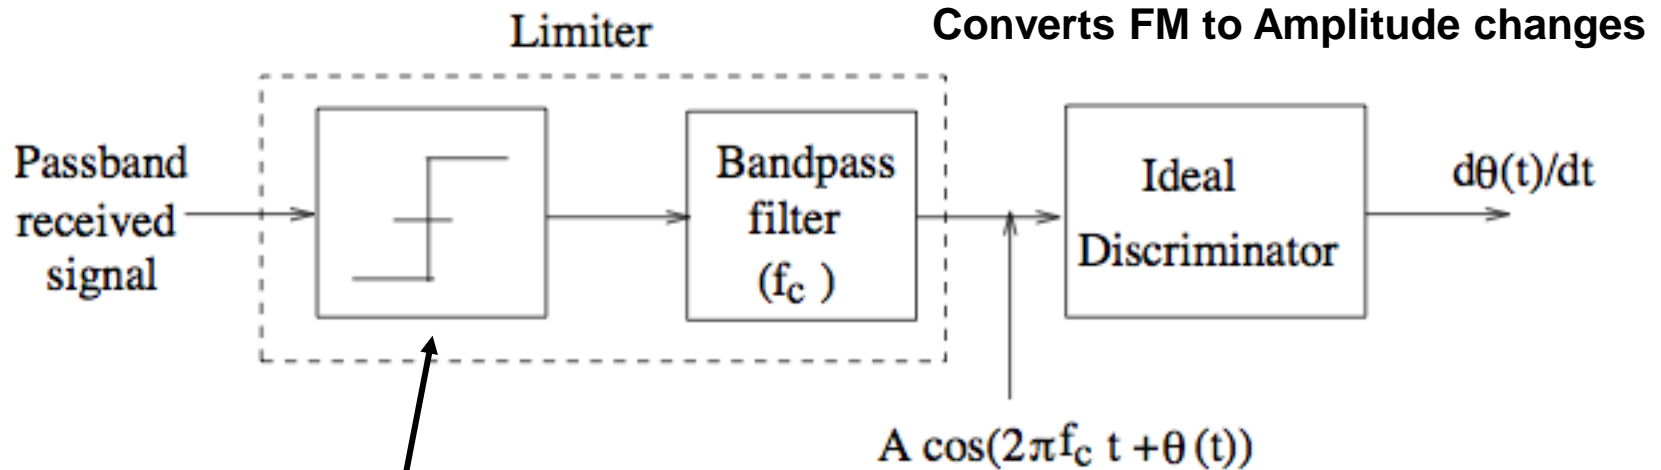 Limiter
Converts FM to Amplitude changes
Passband
received
signal
Bandpass
filter
(fc )
Ideal
Discriminator
dθ(t)/dt
A cos(2πfc t +θ (t))